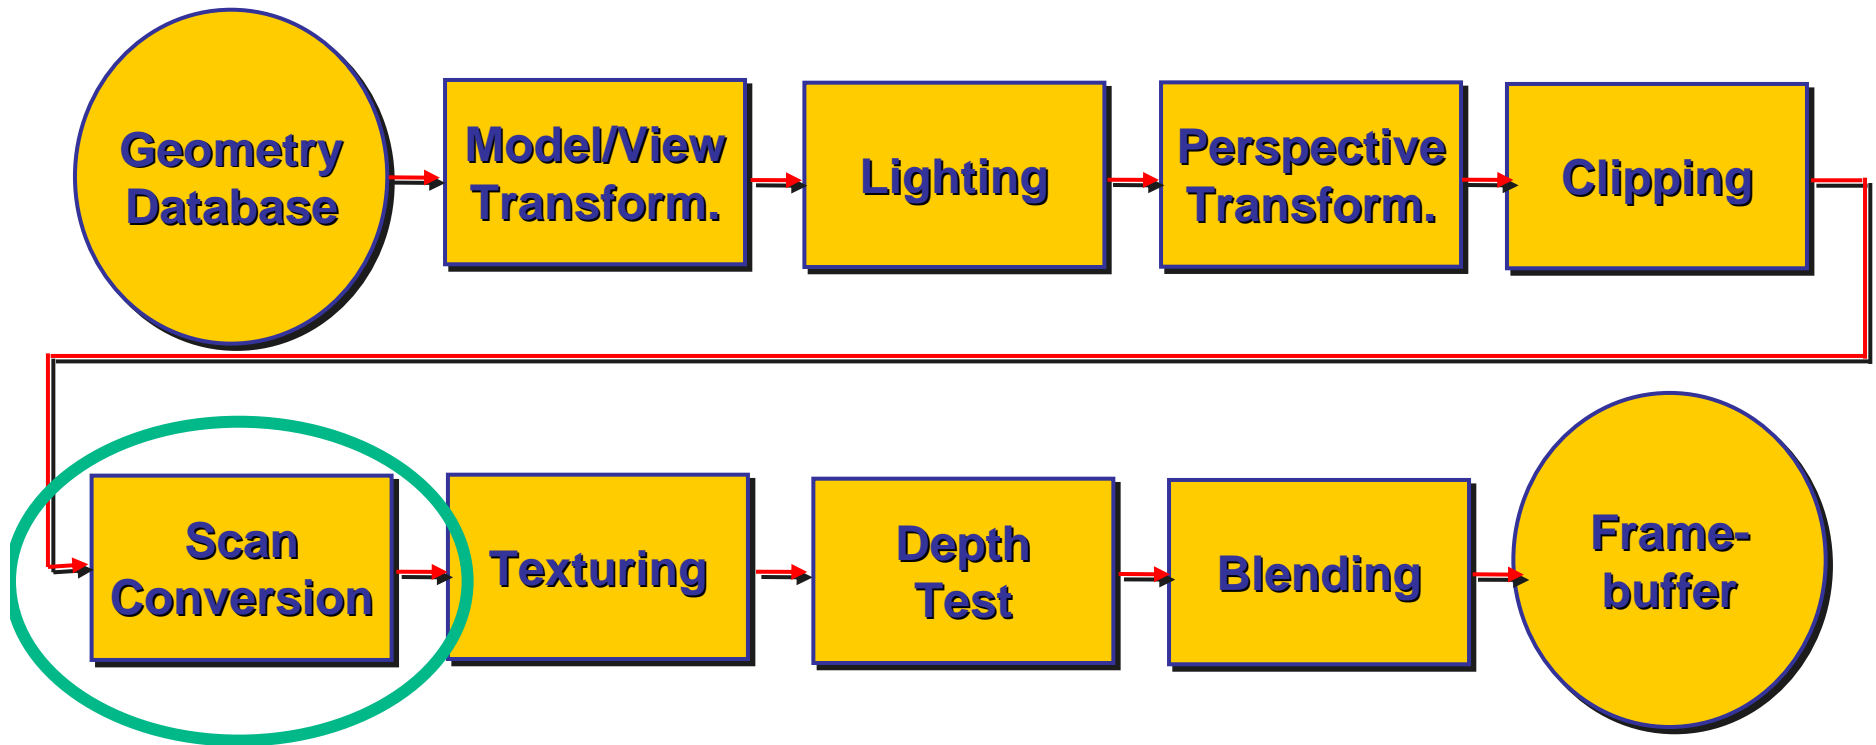 Geometry
Database
Model/View
Transform.
Lighting
Perspective
Transform.
Clipping
Scan
Conversion
Texturing
Depth
Test
Blending
Frame-
buffer